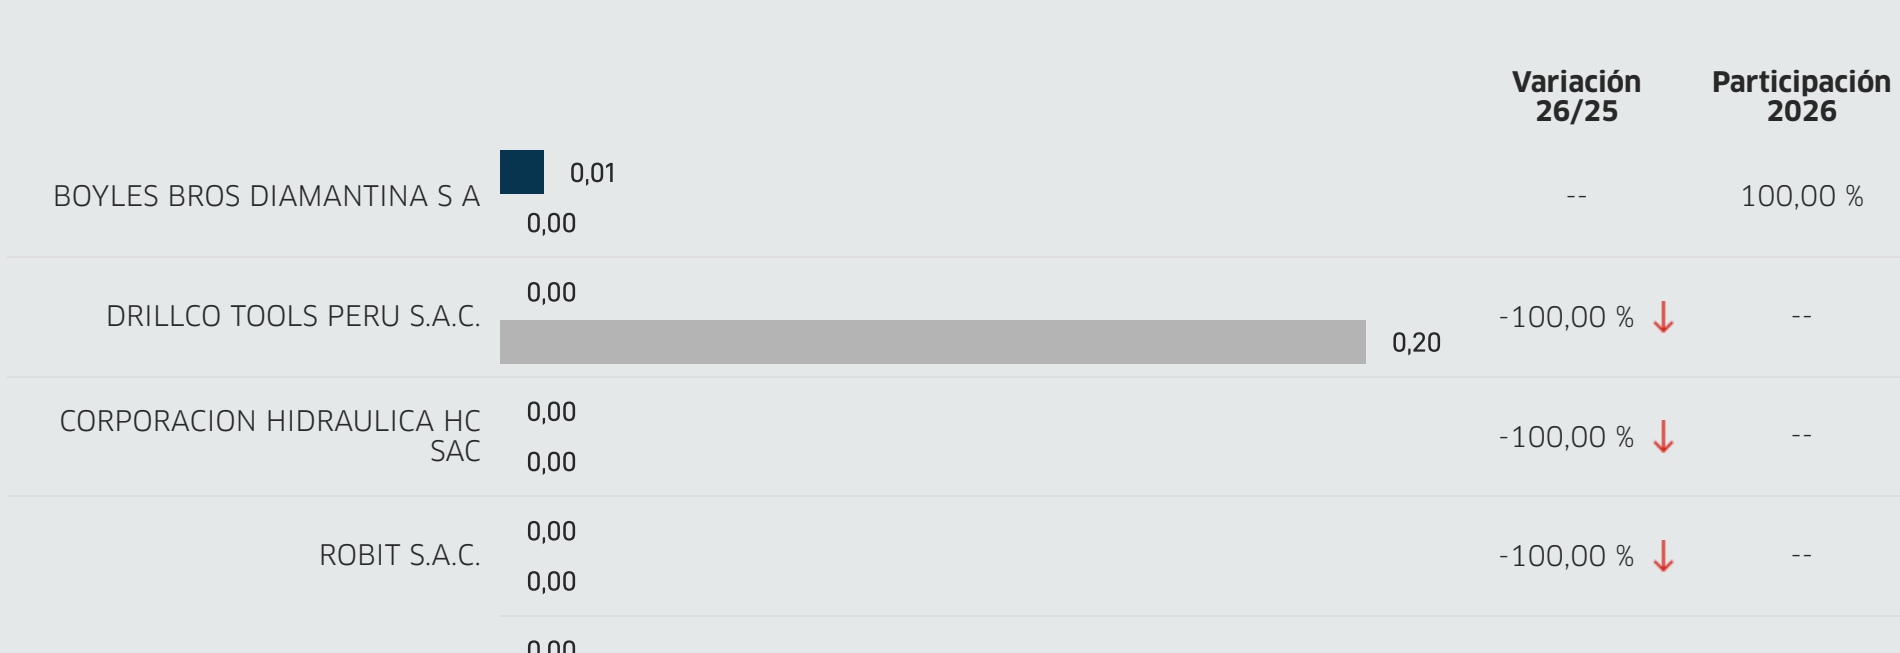 Variación
26/25
Participación
2026
BOYLES BROS DIAMANTINA S A
0,01
0,00
--
100,00 %
DRILLCO TOOLS PERU S.A.C.
0,00
0,20
-100,00 %
--
CORPORACION HIDRAULICA HC
SAC
0,00
0,00
-100,00 %
--
ROBIT S.A.C.
0,00
0,00
-100,00 %
--
0,00